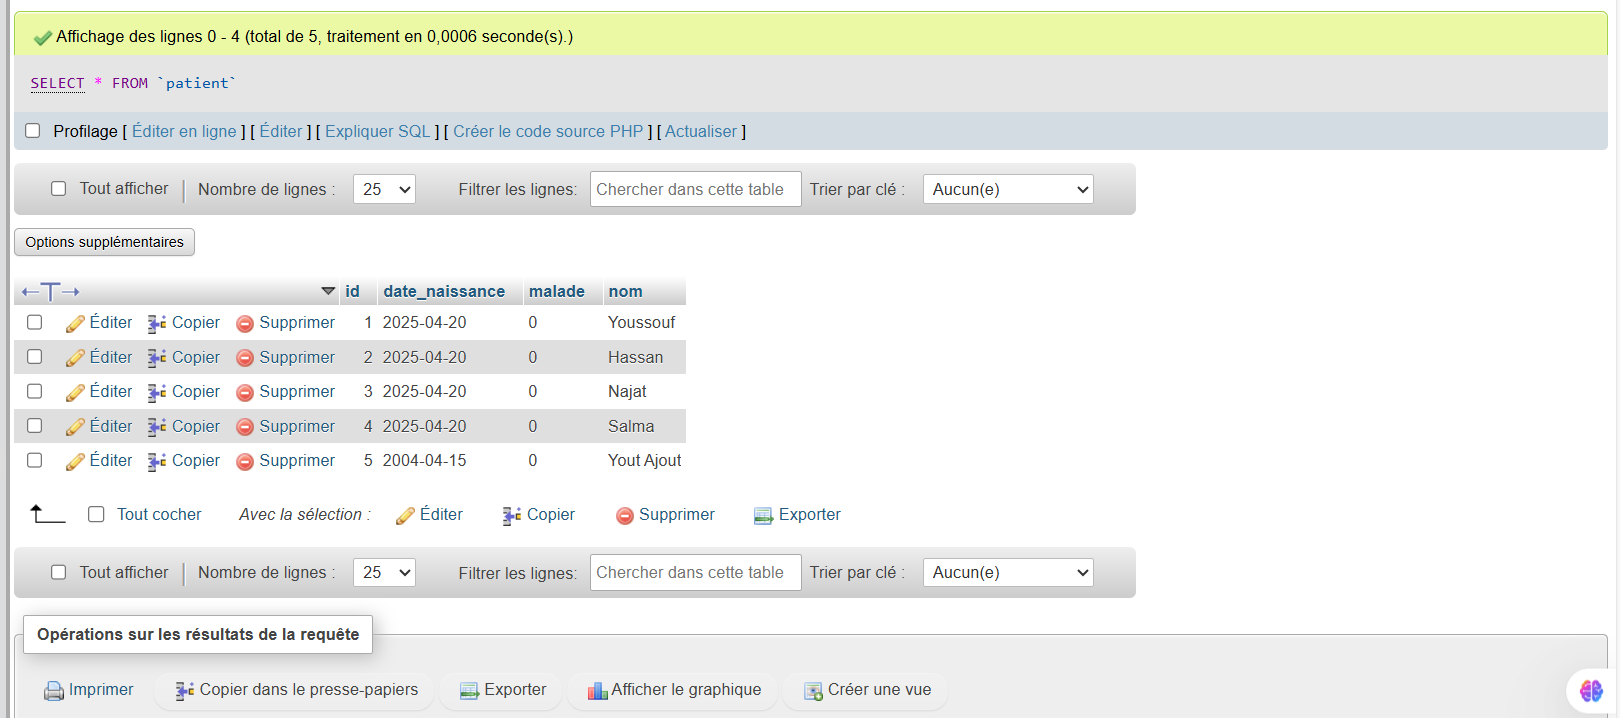 Affichage des lignes 0 - 4 (total de 5, traitement en 0,0006 seconde(s).)
SELECT * FROM `patient`
Profilage [ Éditer en ligne ] [ Éditer ] [ Expliquer SQL ] [ Créer le code source PHP ] [ Actualiser ]
Tout afficher | Nombre de lignes : 25 Filtrer les lignes: Chercher dans cette table Trier par clé : Aucun(e)
Options supplémentaires
id date_naissance malade nom
Éditer Copier Supprimer 1 2025-04-20 0 Youssouf
Éditer Copier Supprimer 2 2025-04-20 0 Hassan
Éditer Copier Supprimer 3 2025-04-20 0 Najat
Éditer Copier Supprimer 4 2025-04-20 0 Salma
Éditer Copier Supprimer 5 2004-04-15 0 Yout Ajout
Tout cocher Avec la sélection : Éditer Copier Supprimer Exporter
Tout afficher | Nombre de lignes : 25 Filtrer les lignes: Chercher dans cette table Trier par clé : Aucun(e)
Opérations sur les résultats de la requête
Imprimer Copier dans le presse-papiers Exporter Afficher le graphique Créer une vue